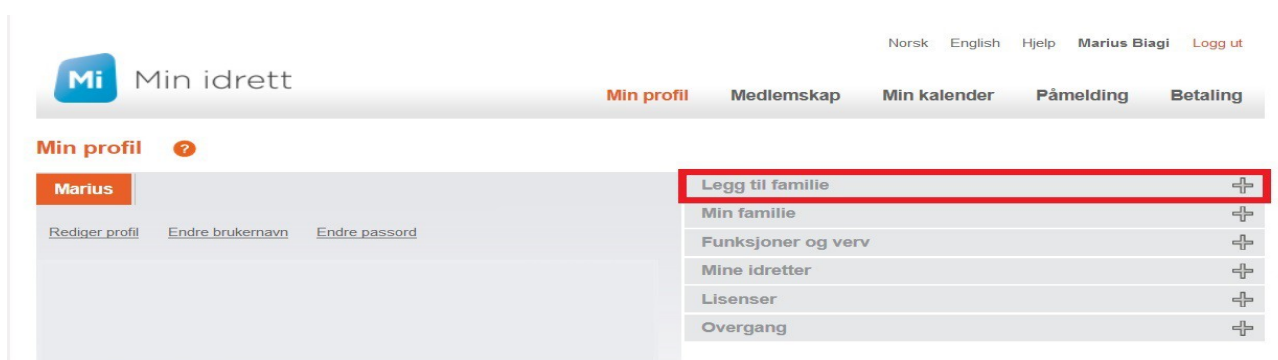 Norsk English Hjelp Marius Biagi Logg ut
Mi Min idrett
Min profil Medlemskap Min kalender Påmelding Betaling
Min profil ?
Marius
Rediger profil Endre brukernavn Endre passord
Legg til familie
Min familie
Funksjoner og verv
Mine idretter
Lisenser
Overgang